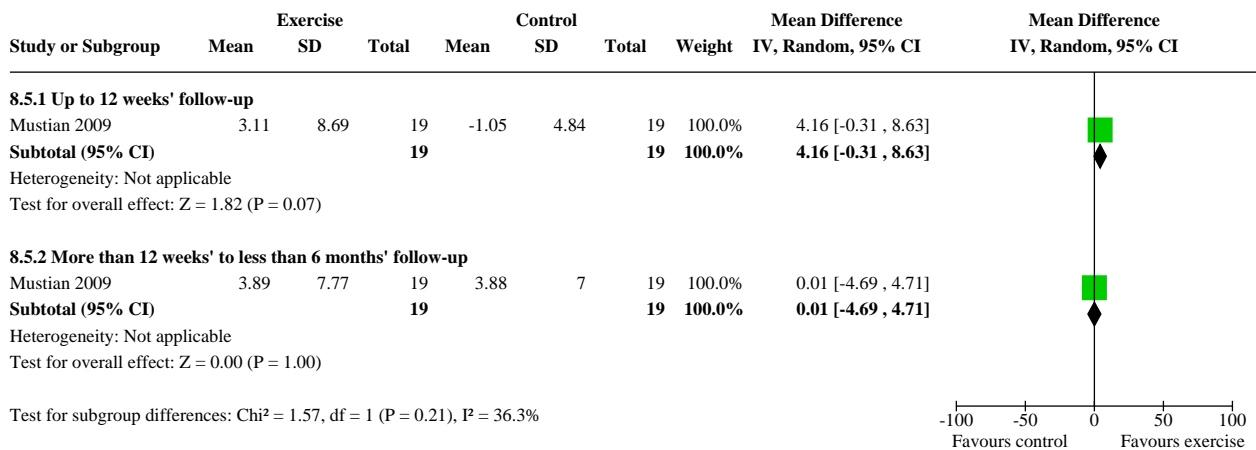 Exercise Control Mean Difference Mean Difference
Study or Subgroup Mean SD Total Mean SD Total Weight IV, Random, 95% CI IV, Random, 95% CI
8.5.1 Up to 12 weeks' follow-up
Mustian 2009 3.11 8.69 19 -1.05 4.84 19 100.0% 4.16 [-0.31 , 8.63]
Subtotal (95% CI) 19 19 100.0% 4.16 [-0.31 , 8.63]
Heterogeneity: Not applicable
Test for overall effect: Z = 1.82 (P = 0.07)
8.5.2 More than 12 weeks' to less than 6 months' follow-up
Mustian 2009 3.89 7.77 19 3.88 7 19 100.0% 0.01 [-4.69 , 4.71]
Subtotal (95% CI) 19 19 100.0% 0.01 [-4.69 , 4.71]
Heterogeneity: Not applicable
Test for overall effect: Z = 0.00 (P = 1.00)
Test for subgroup differences: Chi² = 1.57, df = 1 (P = 0.21), I² = 36.3%
-100 -50 0 50 100
Favours control Favours exercise